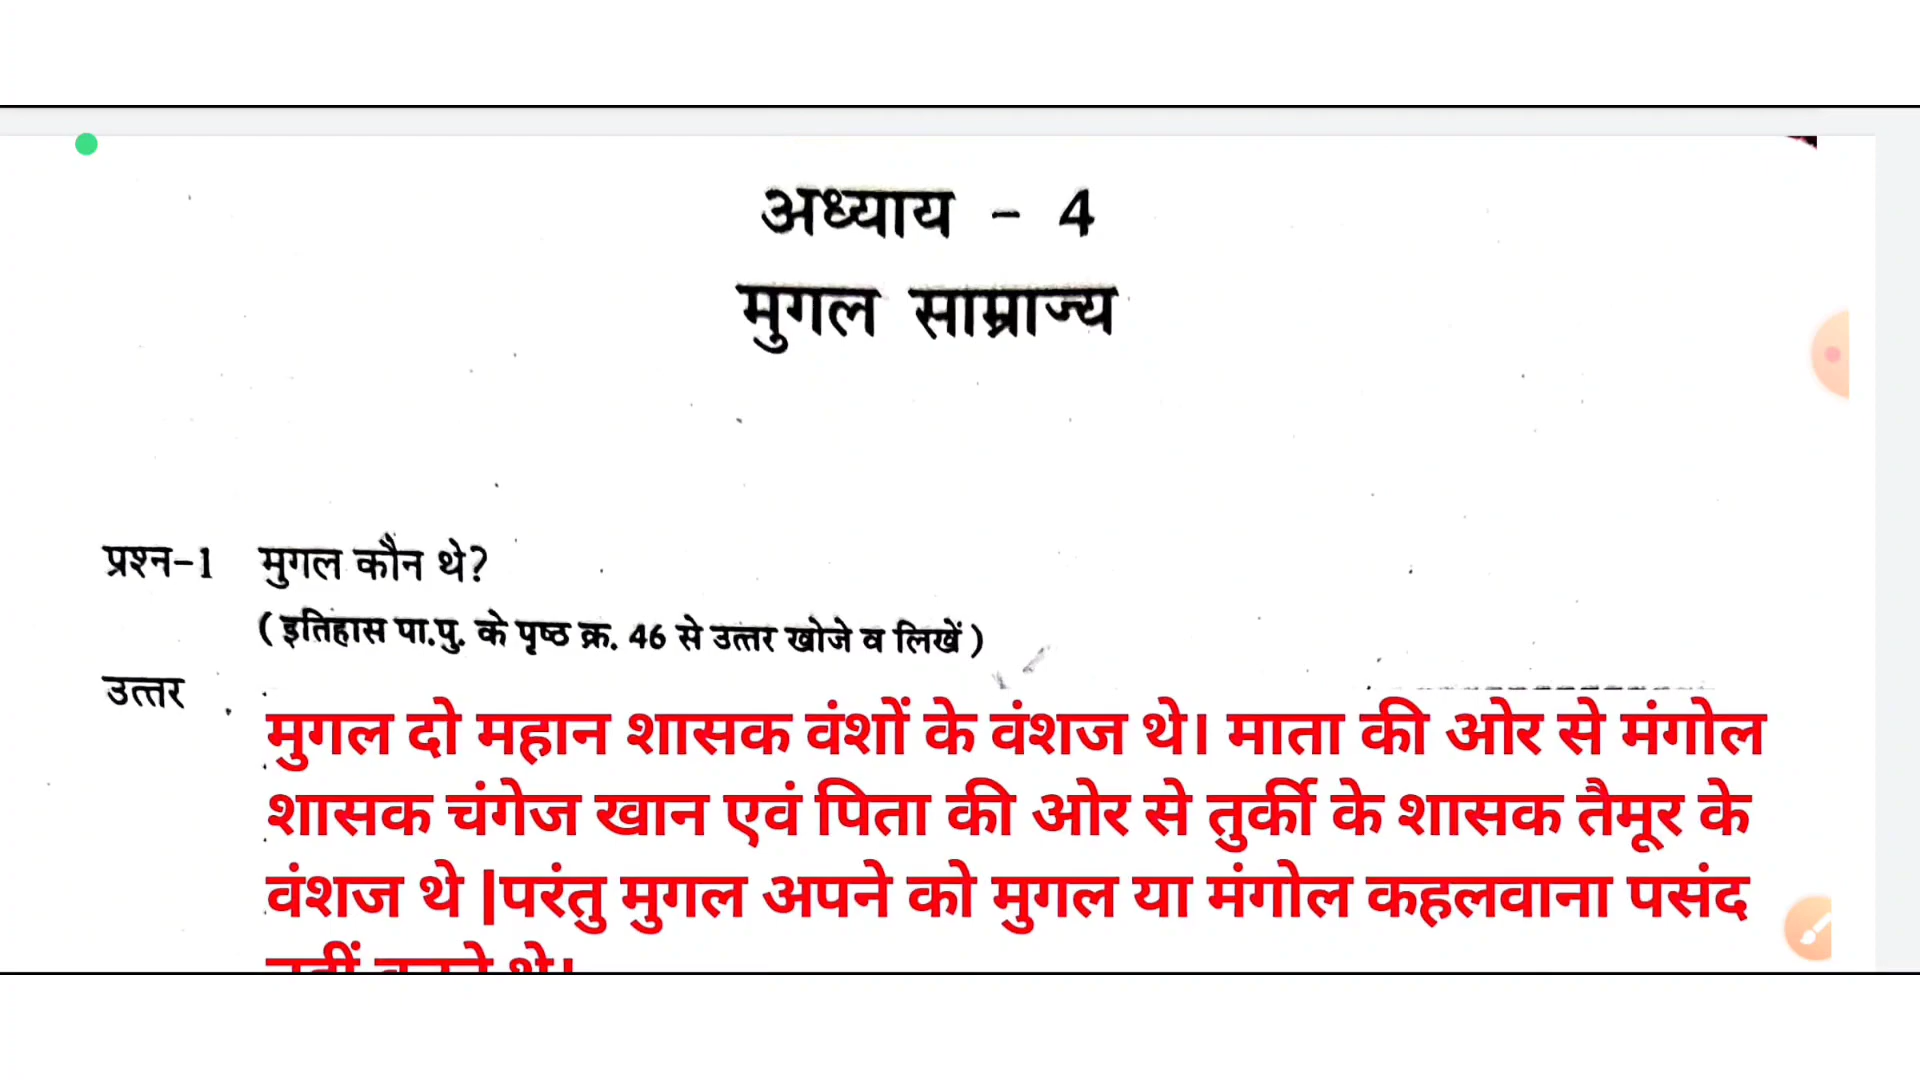 अध्याय - 4
मुगल साम्राज्य
प्रश्न-1 मुगल कौन थे?
( इतिहास पा.पु. के पृष्ठ क्र. 46 से उत्तर खोजे व लिखें )
उत्तर
मुगल दो महान शासक वंशों के वंशज थे। माता की ओर से मंगोल
शासक चंगेज खान एवं पिता की ओर से तुर्की के शासक तैमूर के
वंशज थे |परंतु मुगल अपने को मुगल या मंगोल कहलवाना पसंद